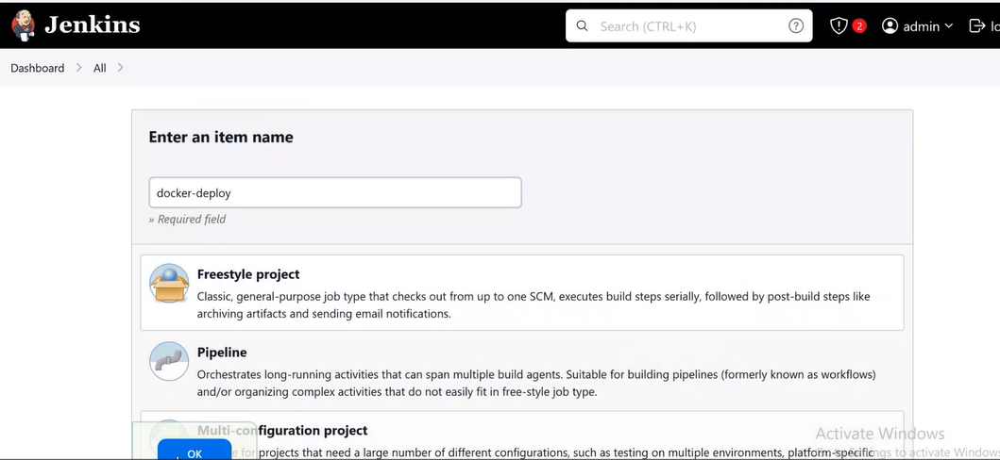 Jenkins
Search (CTRL+K)
2
admin
Dashboard
All
Enter an item name
docker-deploy
» Required field
Freestyle project
Classic, general-purpose job type that checks out from up to one SCM, executes build steps serially, followed by post-build steps like
archiving artifacts and sending email notifications.
Pipeline
Orchestrates long-running activities that can span multiple build agents. Suitable for building pipelines (formerly known as workflows)
and/or organizing complex activities that do not easily fit in free-style job type.
Multi-configuration project
for projects that need a large number of different configurations, such as testing on multiple environments, platform-specific
OK
Activate Windows
to activate Windows